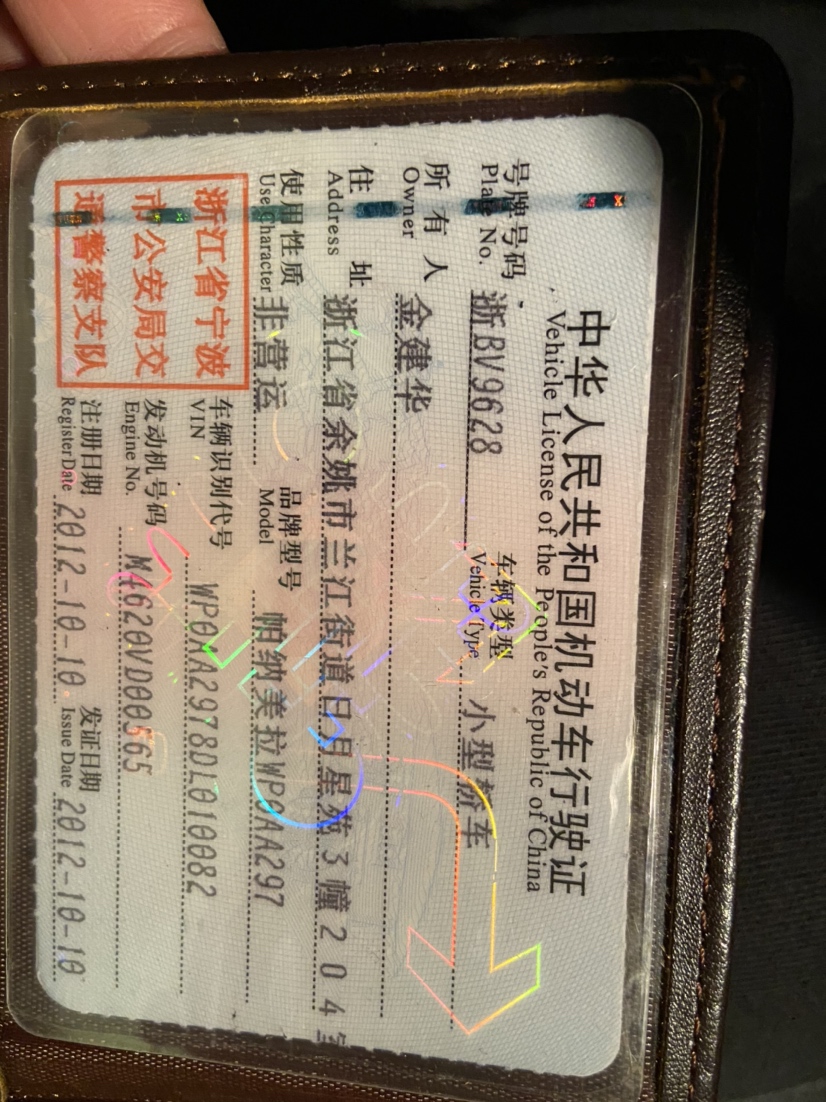 中华人民共和国机动车行驶证
Vehicle License of the People's Republic of China
号牌号码 浙BV9628 车辆类型 小型轿车
Plate No. Vehicle Type
所有人 金建华
Owner
住址 浙江省余姚市兰江街道日月星苑3幢204室
Address
使用性质 非营运 品牌型号 帕纳美拉WP0AA297
Use Character Model
浙江省宁波
市公安局交
通警察支队
车辆识别代号 WP0AA2978DL010082
VIN
发动机号码 M4620VD00565
Engine No.
注册日期 2012-10-10 发证日期 2012-10-10
Register Date Issue Date